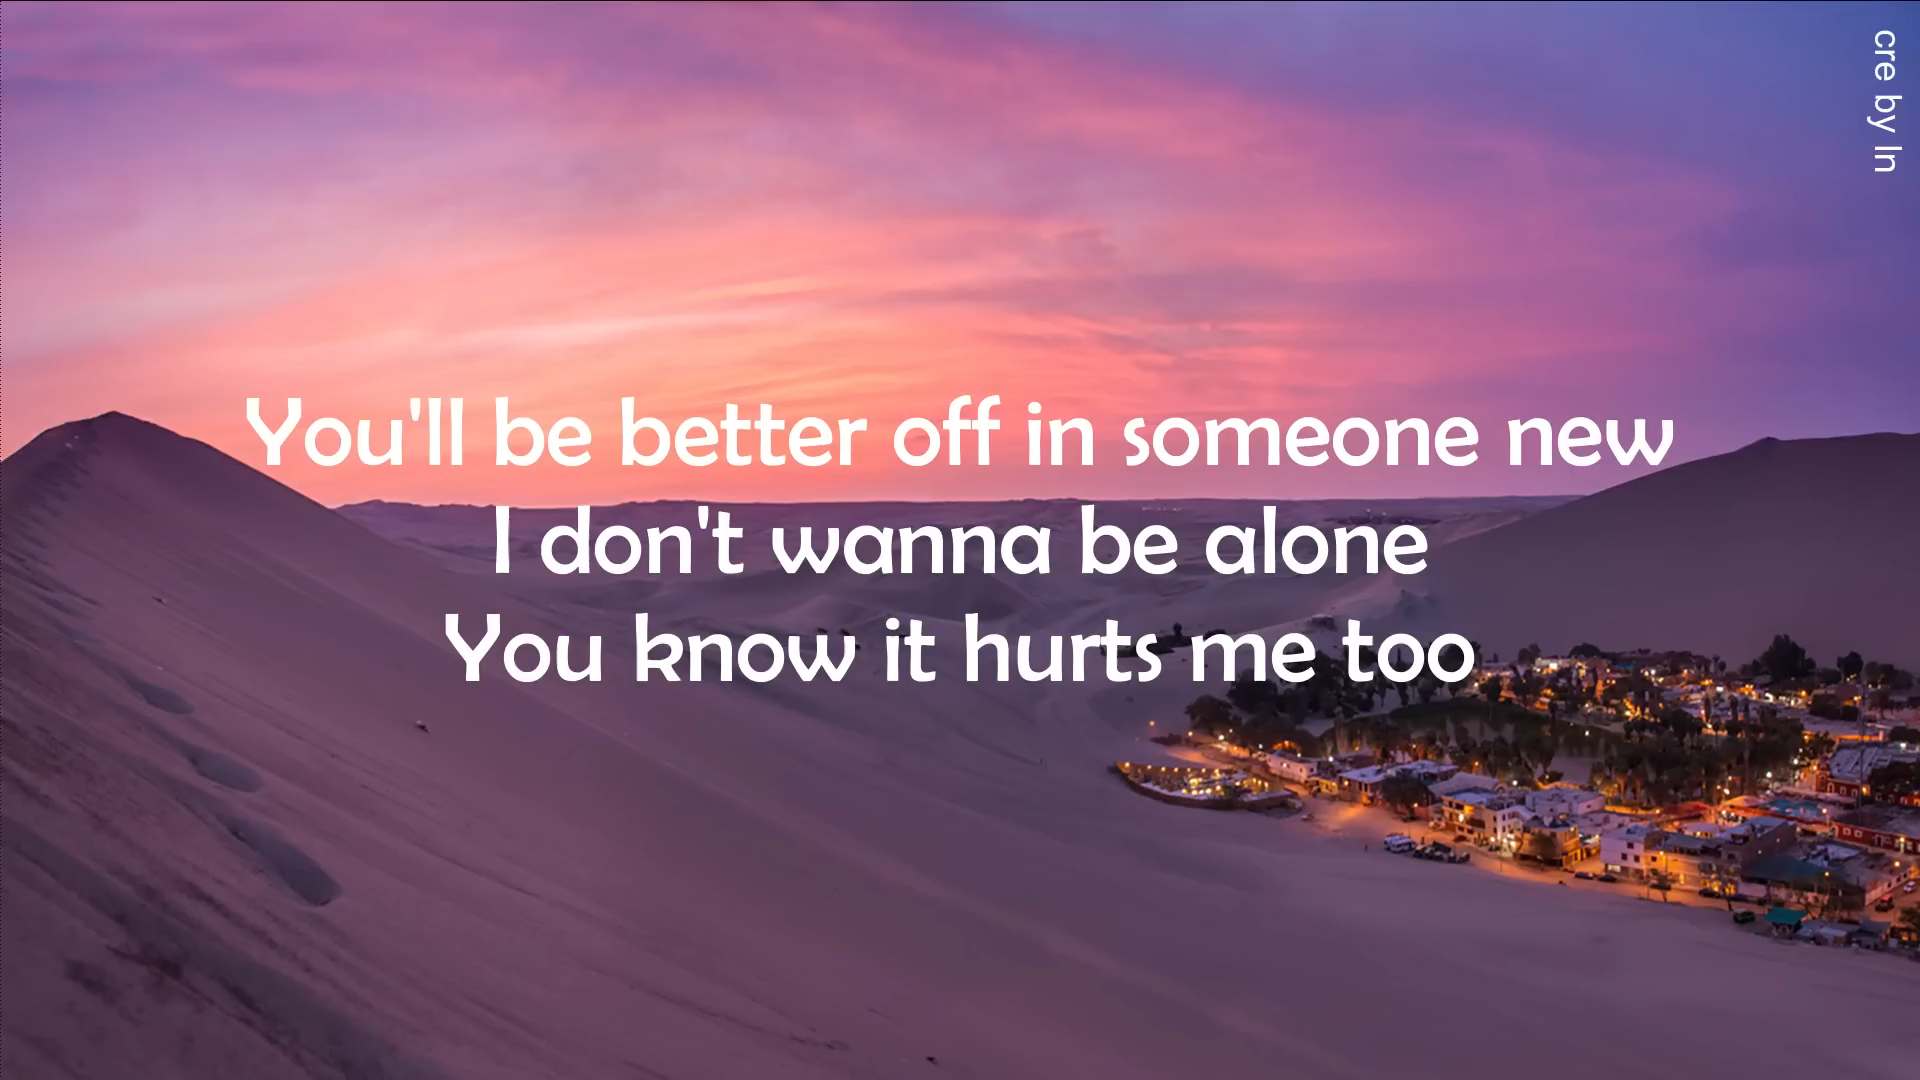 You'll be better off in someone new
I don't wanna be alone
You know it hurts me too
cre by ln